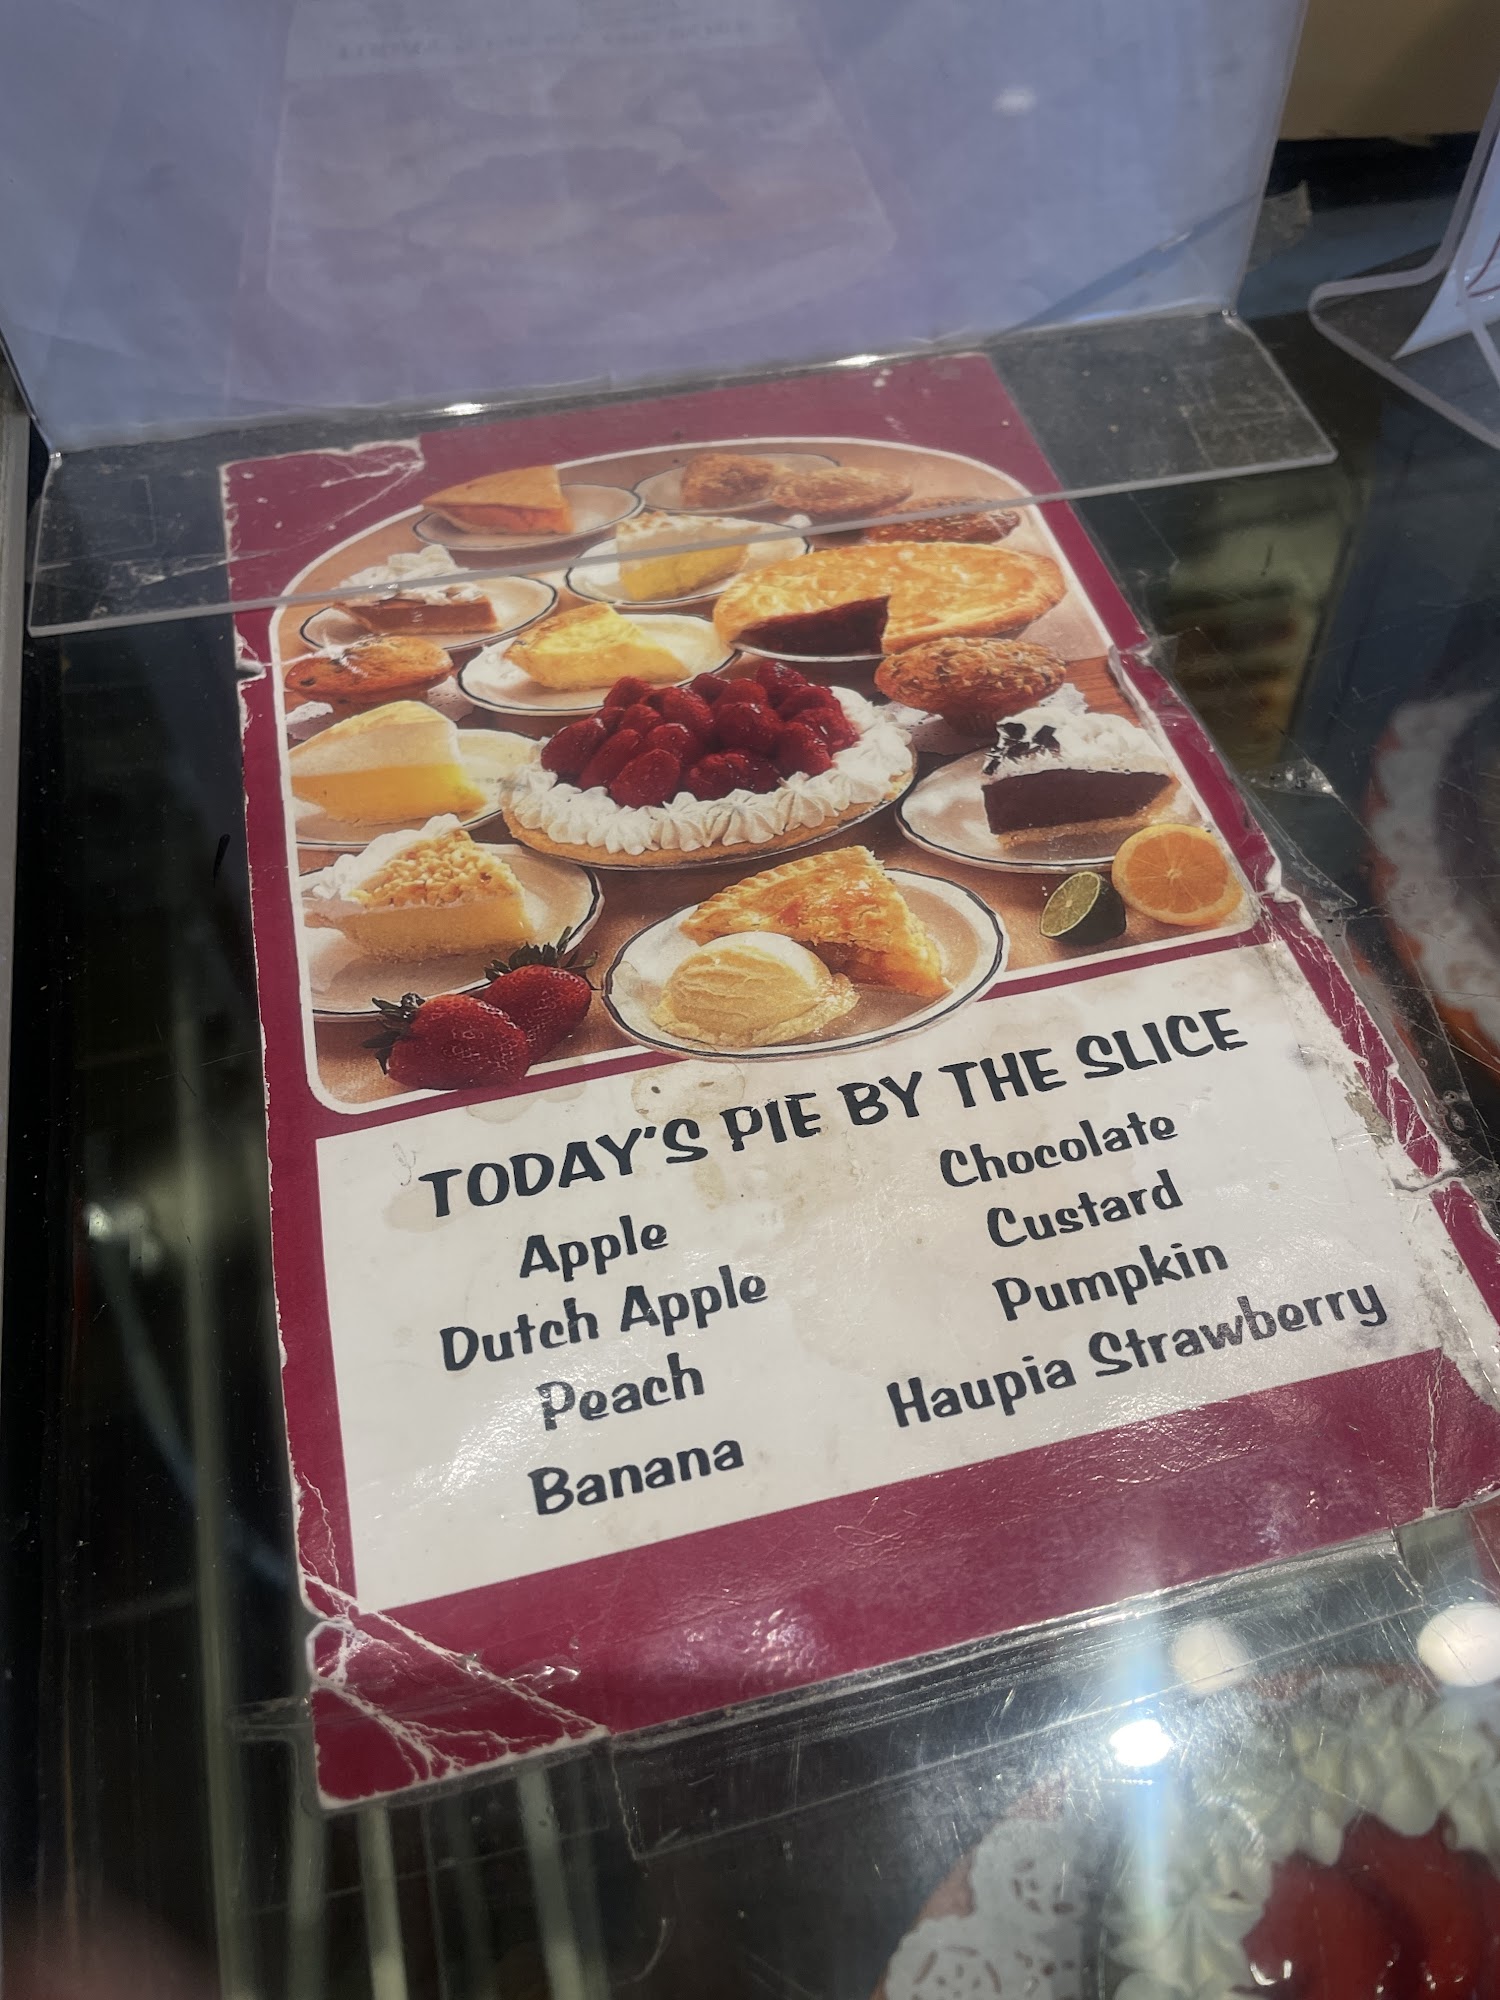 TODAY'S PIE BY THE SLICE
Apple
Dutch Apple
Peach
Banana
Chocolate
Custard
Pumpkin
Haupia Strawberry